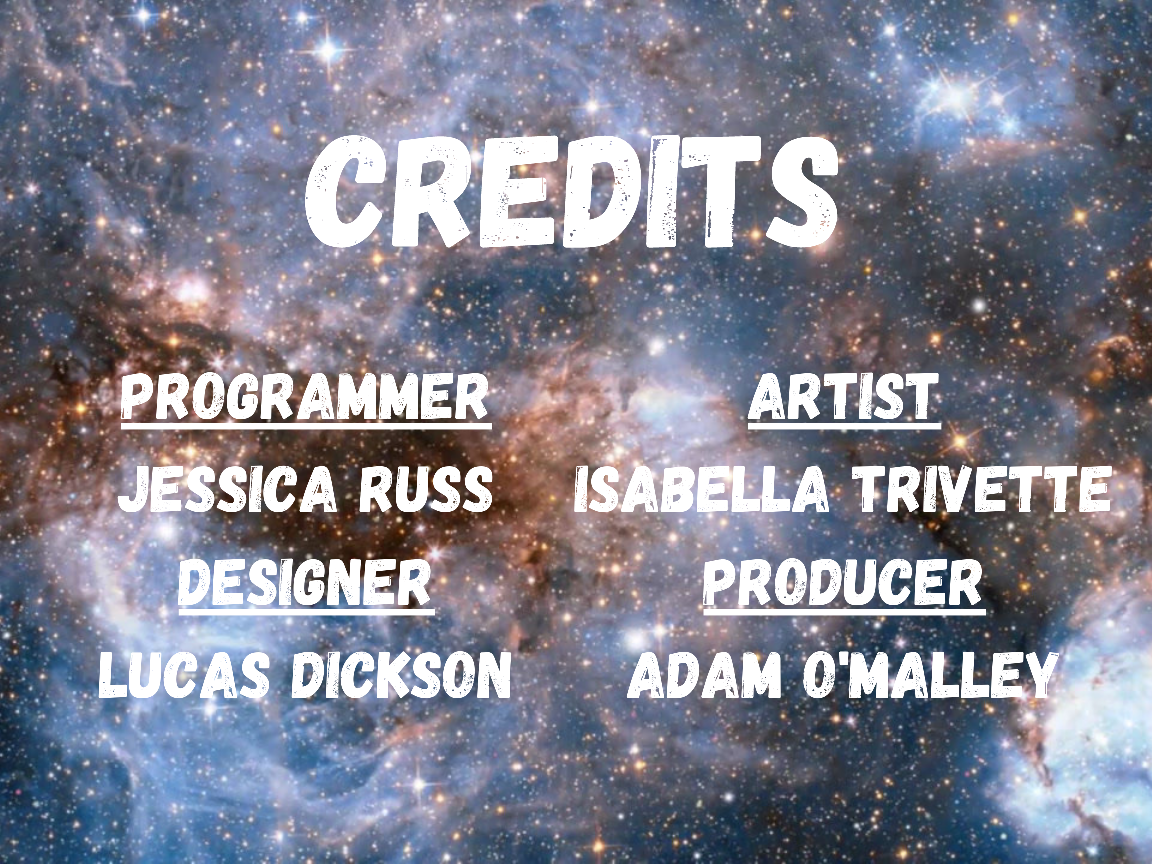 CREDITS
PROGRAMMER
JESSICA RUSS
DESIGNER
LUCAS DICKSON
ARTIST
ISABELLA TRIVETTE
PRODUCER
ADAM O'MALLEY